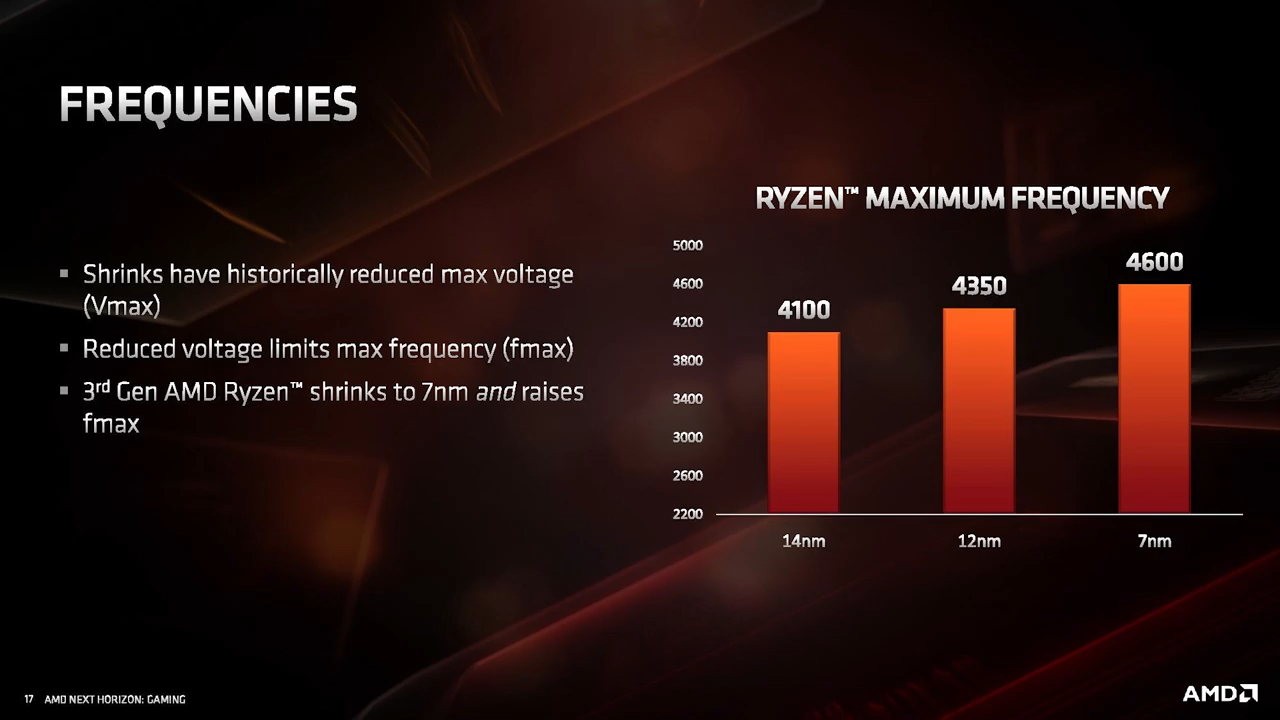 FREQUENCIES
▪ Shrinks have historically reduced max voltage
(Vmax)
▪ Reduced voltage limits max frequency (fmax)
▪ 3rd Gen AMD Ryzen™ shrinks to 7nm and raises
fmax
RYZEN™ MAXIMUM FREQUENCY
5000
4600
4200
3800
3400
3000
2600
2200
4100
4350
4600
14nm
12nm
7nm
17 AMD NEXT HORIZON: GAMING
AMD